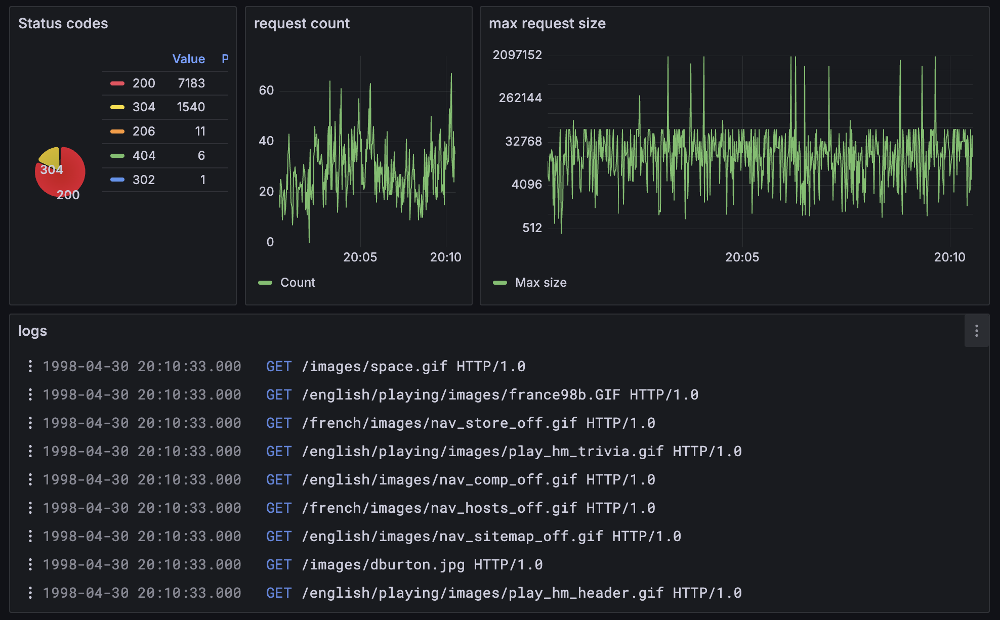 Status codes
Value P
200 7183
304 1540
206 11
404 6
302 1
304
200
request count
60
40
20
0
20:05 20:10
Count
max request size
2097152
262144
32768
4096
512
20:05 20:10
Max size
logs
1998-04-30 20:10:33.000 GET /images/space.gif HTTP/1.0
1998-04-30 20:10:33.000 GET /english/playing/images/france98b.GIF HTTP/1.0
1998-04-30 20:10:33.000 GET /french/images/nav_store_off.gif HTTP/1.0
1998-04-30 20:10:33.000 GET /english/playing/images/play_hm_trivia.gif HTTP/1.0
1998-04-30 20:10:33.000 GET /english/images/nav_comp_off.gif HTTP/1.0
1998-04-30 20:10:33.000 GET /french/images/nav_hosts_off.gif HTTP/1.0
1998-04-30 20:10:33.000 GET /english/images/nav_sitemap_off.gif HTTP/1.0
1998-04-30 20:10:33.000 GET /images/dburton.jpg HTTP/1.0
1998-04-30 20:10:33.000 GET /english/playing/images/play_hm_header.gif HTTP/1.0